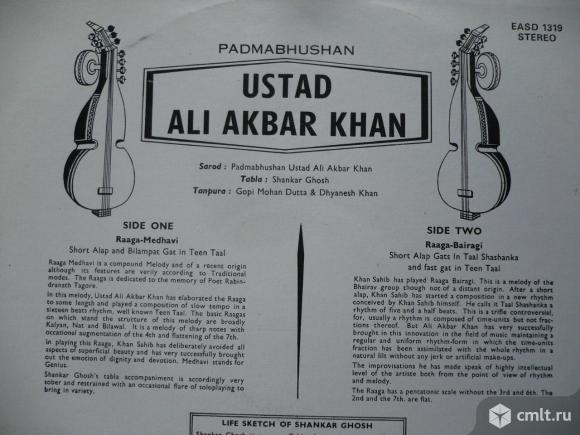 EASD 1319
STEREO
PADMABHUSHAN
USTAD
ALI AKBAR KHAN
Sarod : Padmabhushan Ustad Ali Akbar Khan
Tabla : Shankar Ghosh
Tanpura : Gopi Mohan Dutta & Dhyanesh Khan
SIDE ONE
Raaga-Medhavi
Short Alap and Bilampat Gat in Teen Taal
Raaga Medhavi is a compound Melody and of a recent origin
although its features are verily according to Traditional
modes. The Raaga is dedicated to the memory of Poet Rabin-
dranath Tagore.
In this melody, Ustad Ali Akbar Khan has elaborated the Raaga
to some length and played a composition of slow tempo in a
sixteen beats rhythm, well known Teen Taal. The basic Raagas
on which stand the structure of this melody are broadly
Kalyan, Nat and Bilawal. It is a melody of sharp notes with
occational augmentation of the 4th and flattening of the 7th.
In playing this Raaga, Khan Sahib has deliberately avoided all
aspects of superficial beauty and has very successfully brought
out the emotion of dignity and devotion. Medhavi stands for
Genius.
Shankar Ghosh's tabla accompaniment is accordingly very
sober and restrained with an occasional flare of soloplaying to
bring in variety.
SIDE TWO
Raaga-Bairagi
Short Alap Gats In Taal Shashanka
and fast gat in Teen Taal
Khan Sahib has played Raaga Bairagi. This is a melody of the
Bhairav group though not of a distant origin. After a short
alap, Khan Sahib has started a composition in a new rhythm
conceived by Khan Sahib himself. He calls it Taal Shashanka a
rhythm of five and a half beats. This is a trifle controversial,
for, usually a rhythm is composed of time-units but not frac-
tions thereof. But Ali Akbar Khan has very successfully
brought in this innovation in the field of music maintaining a
regular and uniform rhythm-form in which the time-units
fraction has been assimilated with the whole rhythm in a
natural lilt without any jerk or artificial make-ups.
The improvisations he has made speak of highly intellectual
level of the artiste both from the point of view of rhythm
and melody.
The Raaga has a pentatonic scale without the 3rd and 6th. The
2nd and the 7th. are flat.
LIFE SKETCH OF SHANKAR GHOSH
Shankar Ghosh
cmlt.ru